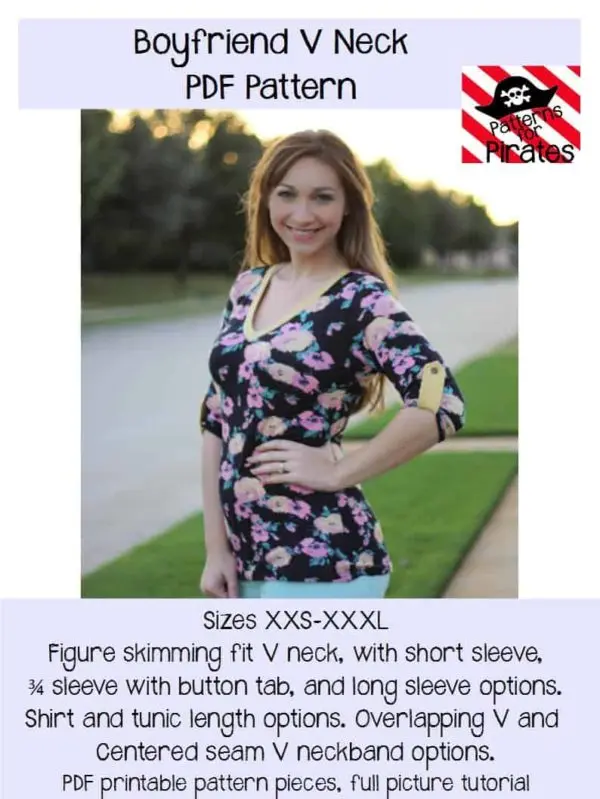 Boyfriend V Neck
PDF Pattern
Patterns
for
Pirates
Sizes XXS-XXXL
Figure skimming fit V neck, with short sleeve,
¾ sleeve with button tab, and long sleeve options.
Shirt and tunic length options. Overlapping V and
Centered seam V neckband options.
PDF printable pattern pieces, full picture tutorial